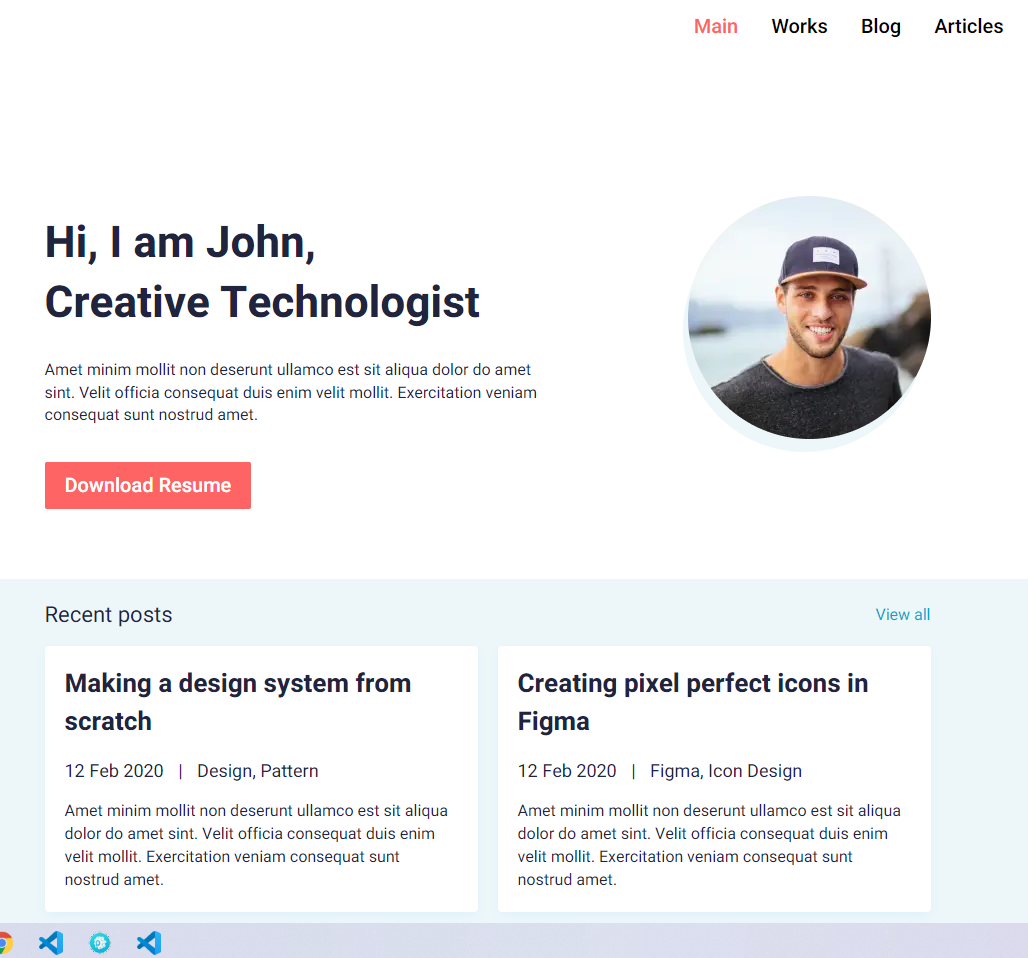 Main Works Blog Articles
Hi, I am John,
Creative Technologist
Amet minim mollit non deserunt ullamco est sit aliqua dolor do amet
sint. Velit officia consequat duis enim velit mollit. Exercitation veniam
consequat sunt nostrud amet.
Download Resume
Recent posts
View all
Making a design system from
scratch
12 Feb 2020 | Design, Pattern
Amet minim mollit non deserunt ullamco est sit aliqua
dolor do amet sint. Velit officia consequat duis enim
velit mollit. Exercitation veniam consequat sunt
nostrud amet.
Creating pixel perfect icons in
Figma
12 Feb 2020 | Figma, Icon Design
Amet minim mollit non deserunt ullamco est sit aliqua
dolor do amet sint. Velit officia consequat duis enim
velit mollit. Exercitation veniam consequat sunt
nostrud amet.